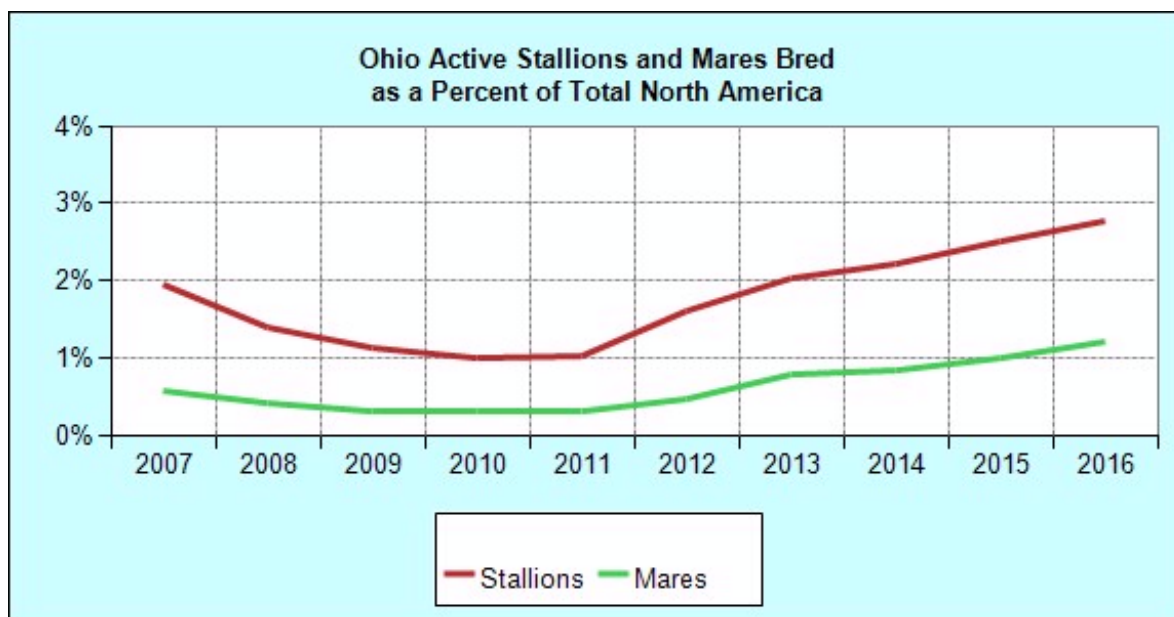 Ohio Active Stallions and Mares Bred
as a Percent of Total North America
4%
3%
2%
1%
0%
2007 2008 2009 2010 2011 2012 2013 2014 2015 2016
Stallions Mares